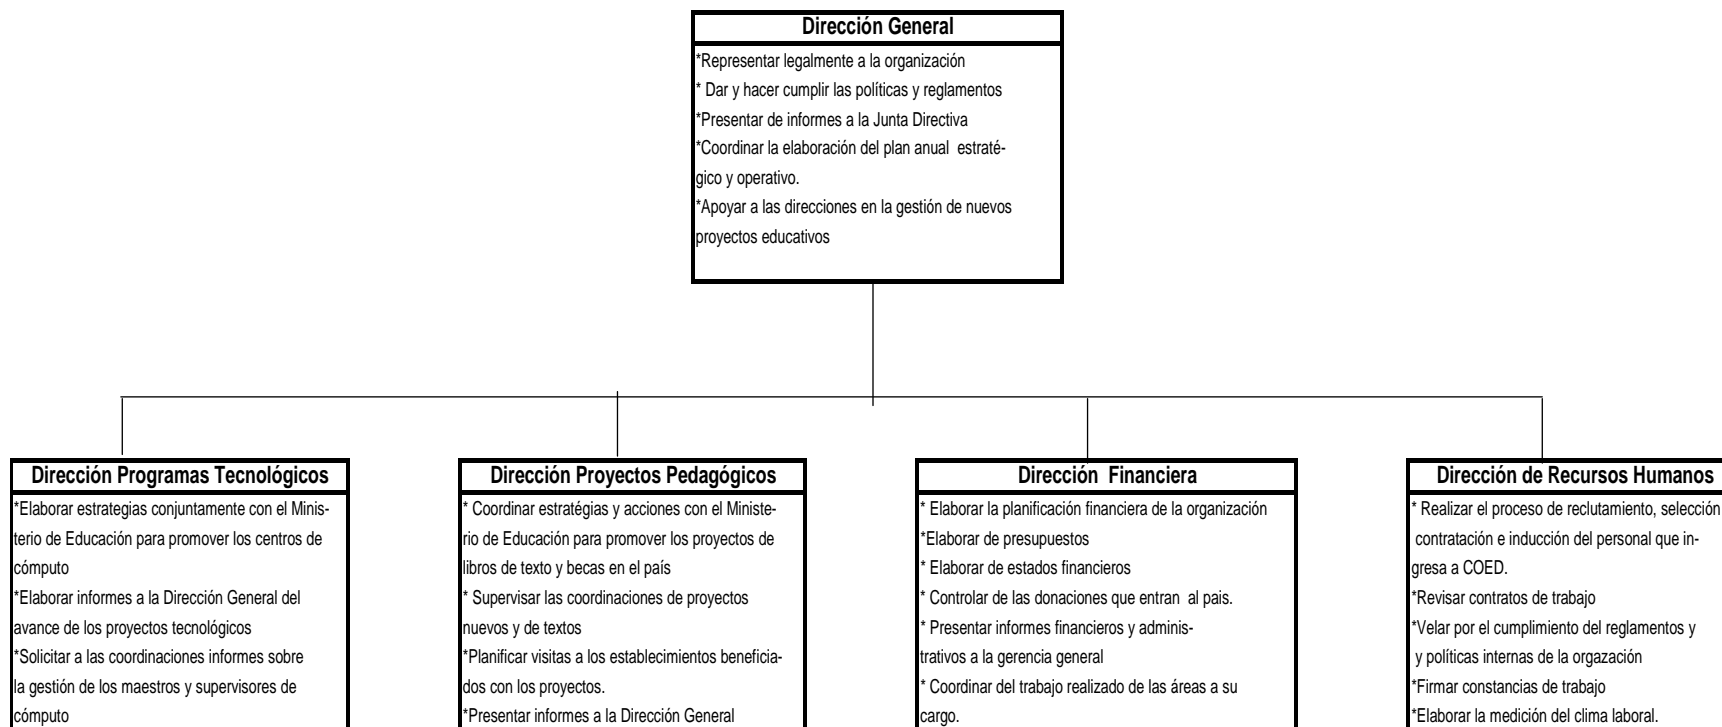 Dirección General
*Representar legalmente a la organización
* Dar y hacer cumplir las políticas y reglamentos
*Presentar de informes a la Junta Directiva
*Coordinar la elaboración del plan anual  estraté-
gico y operativo.
*Apoyar a las direcciones en la gestión de nuevos
proyectos educativos
Dirección Programas Tecnológicos
*Elaborar estrategias conjuntamente con el Minis-
terio de Educación para promover los centros de
cómputo
*Elaborar informes a la Dirección General del
avance de los proyectos tecnológicos
*Solicitar a las coordinaciones informes sobre
la gestión de los maestros y supervisores de
cómputo
Dirección Proyectos Pedagógicos
* Coordinar estratégias y acciones con el Ministe-
rio de Educación para promover los proyectos de
libros de texto y becas en el país
* Supervisar las coordinaciones de proyectos
nuevos y de textos
*Planificar visitas a los establecimientos beneficia-
dos con los proyectos.
*Presentar informes a la Dirección General
Dirección  Financiera
* Elaborar la planificación financiera de la organización
*Elaborar de presupuestos
* Elaborar de estados financieros
* Controlar de las donaciones que entran  al pais.
* Presentar informes financieros y adminis-
trativos a la gerencia general
* Coordinar del trabajo realizado de las áreas a su
cargo.
Dirección de Recursos Humanos
* Realizar el proceso de reclutamiento, selección
contratación e inducción del personal que in-
gresa a COED.
*Revisar contratos de trabajo
*Velar por el cumplimiento del reglamentos y
y políticas internas de la orgazación
*Firmar constancias de trabajo
*Elaborar la medición del clima laboral.